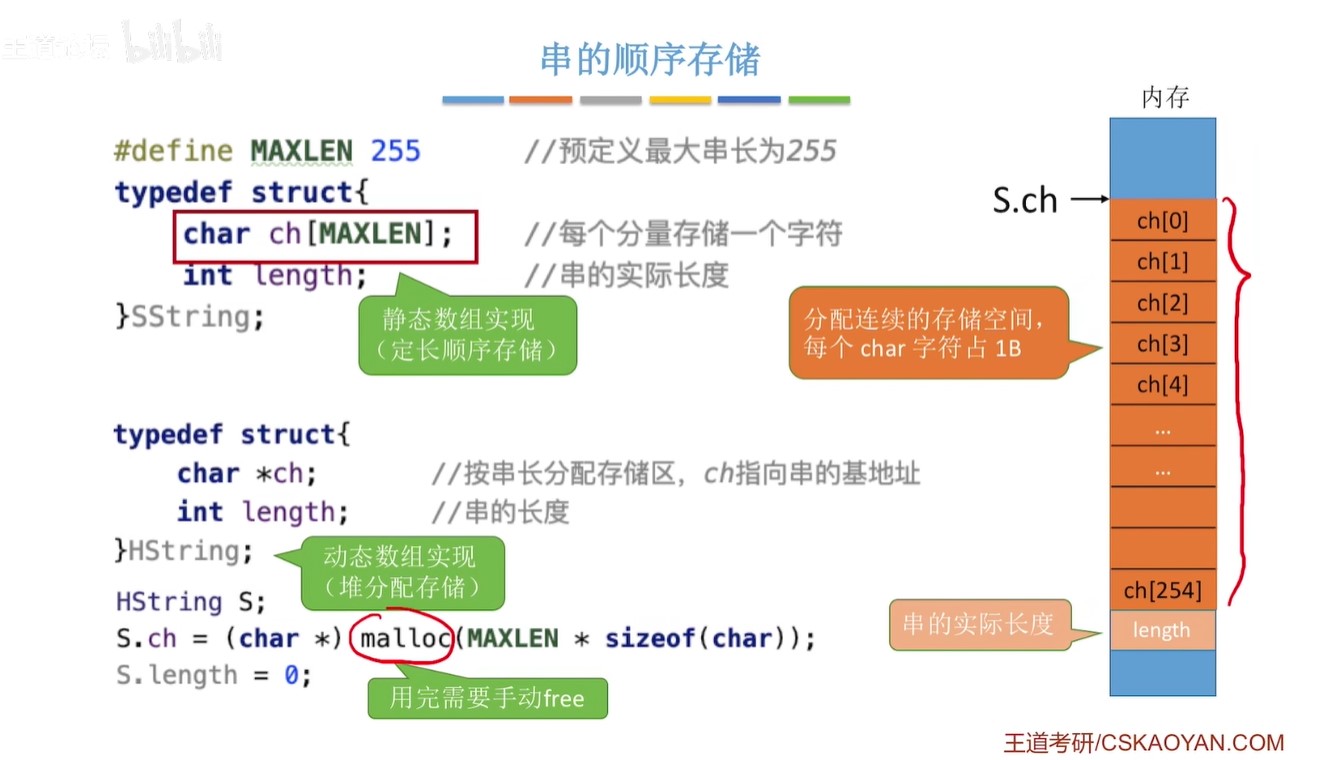 王道论坛 bilibili
串的顺序存储
#define MAXLEN 255 //预定义最大串长为255
typedef struct{
char ch[MAXLEN]; //每个分量存储一个字符
int length; //串的实际长度
}SString;
静态数组实现
（定长顺序存储）
typedef struct{
char *ch; //按串长分配存储区，ch指向串的基地址
int length; //串的长度
}HString;
动态数组实现
（堆分配存储）
HString S;
S.ch = (char *) malloc(MAXLEN * sizeof(char));
S.length = 0;
用完需要手动free
内存
S.ch
ch[0]
ch[1]
ch[2]
ch[3]
ch[4]
...
...
ch[254]
length
分配连续的存储空间，
每个 char 字符占 1B
串的实际长度
王道考研/CSKAOYAN.COM